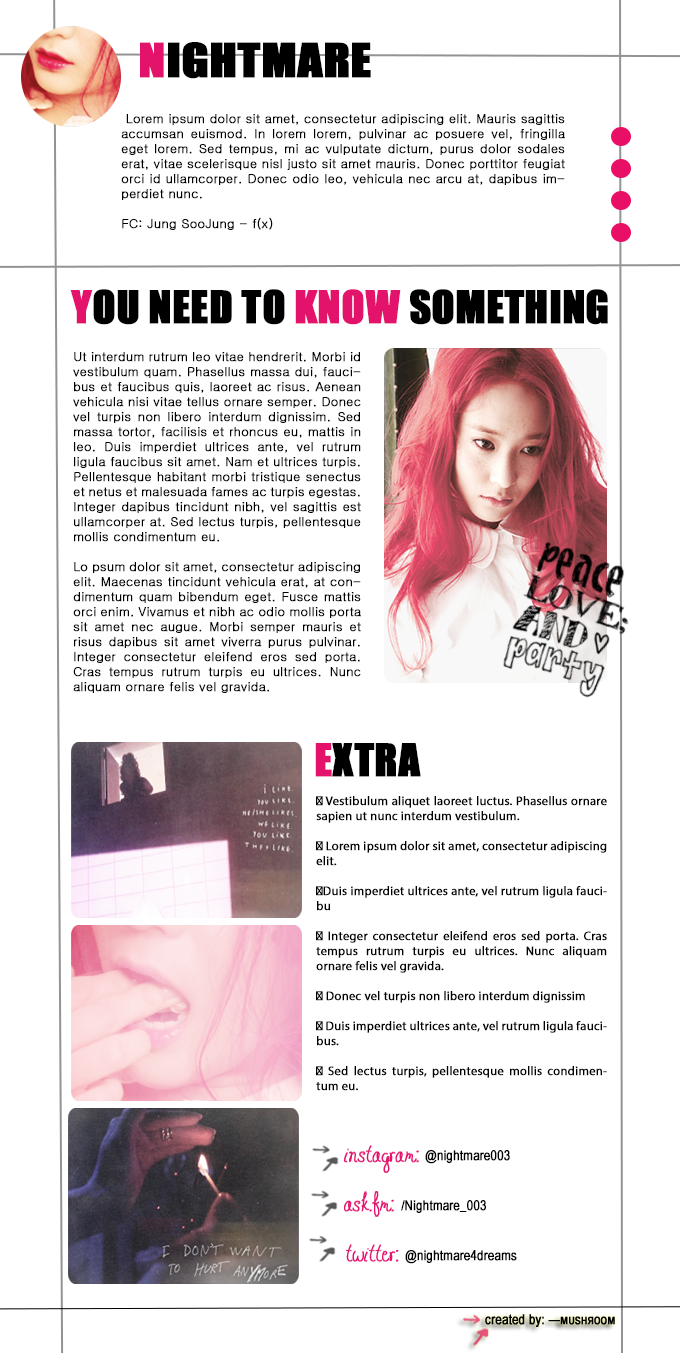 NIGHTMARE
Lorem ipsum dolor sit amet, consectetur adipiscing elit. Mauris sagittis
accumsan euismod. In lorem lorem, pulvinar ac posuere vel, fringilla
eget lorem. Sed tempus, mi ac vulputate dictum, purus dolor sodales
erat, vitae scelerisque nisl justo sit amet mauris. Donec porttitor feugiat
orci id ullamcorper. Donec odio leo, vehicula nec arcu at, dapibus im-
perdiet nunc.
FC: Jung SooJung - f(x)
YOU NEED TO KNOW SOMETHING
Ut interdum rutrum leo vitae hendrerit. Morbi id
vestibulum quam. Phasellus massa dui, fauci-
bus et faucibus quis, laoreet ac risus. Aenean
vehicula nisi vitae tellus ornare semper. Donec
vel turpis non libero interdum dignissim. Sed
massa tortor, facilisis et rhoncus eu, mattis in
leo. Duis imperdiet ultrices ante, vel rutrum
ligula faucibus sit amet. Nam et ultrices turpis.
Pellentesque habitant morbi tristique senectus
et netus et malesuada fames ac turpis egestas.
Integer dapibus tincidunt nibh, vel sagittis est
ullamcorper at. Sed lectus turpis, pellentesque
mollis condimentum eu.
Lo psum dolor sit amet, consectetur adipiscing
elit. Maecenas tincidunt vehicula erat, at con-
dimentum quam bibendum eget. Fusce mattis
orci enim. Vivamus et nibh ac odio mollis porta
sit amet nec augue. Morbi semper mauris et
risus dapibus sit amet viverra purus pulvinar.
Integer consectetur eleifend eros sed porta.
Cras tempus rutrum turpis eu ultrices. Nunc
aliquam ornare felis vel gravida.
peace
LOVE;
AND
party
i LIKE.
YOU LIKE.
HE/SHE LIKES.
WE LIKE.
YOU LIKE.
THEY LIKE.
EXTRA
Vestibulum aliquet laoreet luctus. Phasellus ornare
sapien ut nunc interdum vestibulum.
Lorem ipsum dolor sit amet, consectetur adipiscing
elit.
Duis imperdiet ultrices ante, vel rutrum ligula fauci-
bu
Integer consectetur eleifend eros sed porta. Cras
tempus rutrum turpis eu ultrices. Nunc aliquam
ornare felis vel gravida.
Donec vel turpis non libero interdum dignissim
Duis imperdiet ultrices ante, vel rutrum ligula fauci-
bus.
Sed lectus turpis, pellentesque mollis condimen-
tum eu.
I DON'T WANT
TO HURT ANYMORE
instagram: @nightmare003
ask.fm: /Nightmare_003
twitter: @nightmare4dreams
created by: —MUSHЯOOM